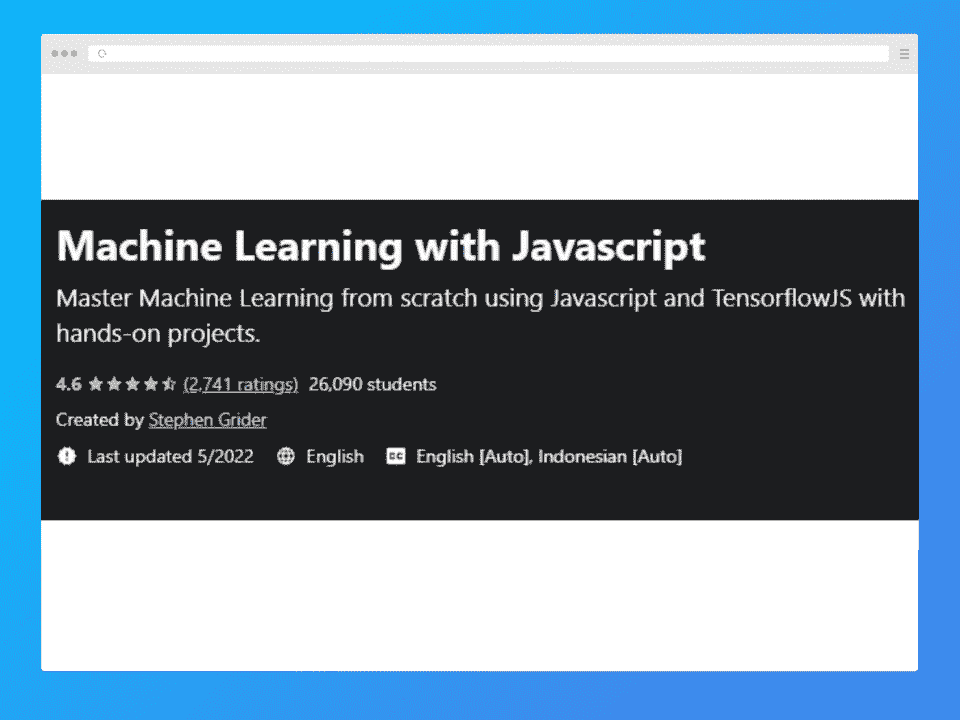 Machine Learning with Javascript
Master Machine Learning from scratch using Javascript and TensorflowJS with
hands-on projects.
4.6 (2,741 ratings) 26,090 students
Created by Stephen Grider
Last updated 5/2022 English CC English [Auto], Indonesian [Auto]